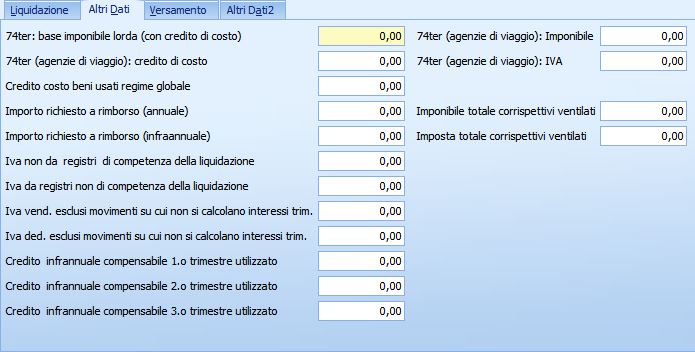 Liquidazione Altri Dati Versamento Altri Dati2
74ter: base imponibile lorda (con credito di costo) 0,00 74ter (agenzie di viaggio): Imponibile 0,00
74ter (agenzie di viaggio): credito di costo 0,00 74ter (agenzie di viaggio): IVA 0,00
Credito costo beni usati regime globale 0,00
Importo richiesto a rimborso (annuale) 0,00 Imponibile totale corrispettivi ventilati 0,00
Importo richiesto a rimborso (infraannuale) 0,00 Imposta totale corrispettivi ventilati 0,00
Iva non da registri di competenza della liquidazione 0,00
Iva da registri non di competenza della liquidazione 0,00
Iva vend. esclusi movimenti su cui non si calcolano interessi trim. 0,00
Iva ded. esclusi movimenti su cui non si calcolano interessi trim. 0,00
Credito infrannuale compensabile 1.o trimestre utilizzato 0,00
Credito infrannuale compensabile 2.o trimestre utilizzato 0,00
Credito infrannuale compensabile 3.o trimestre utilizzato 0,00